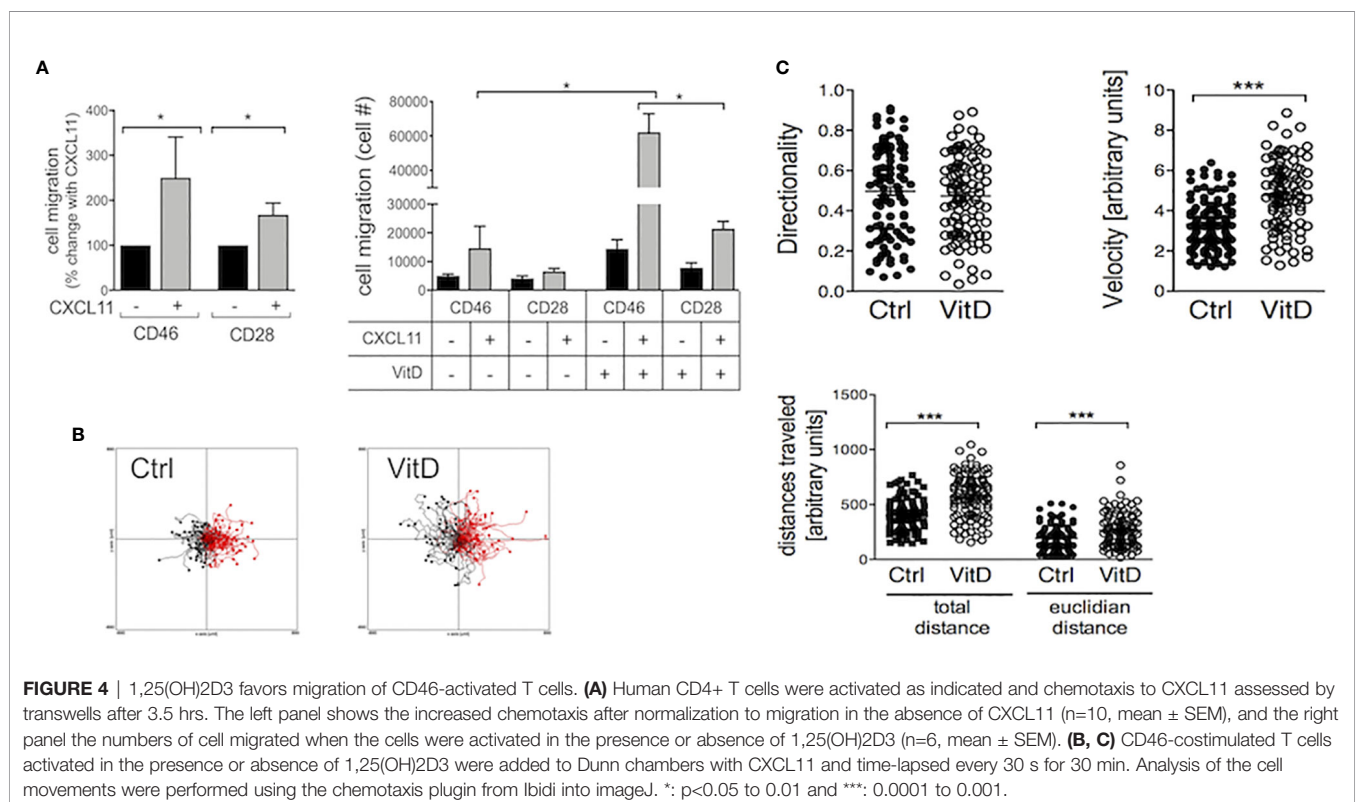 A
cell migration
(% change with CXCL11)
400
300
200
100
0
*
*
CXCL11
-
+
-
+
CD46
CD28
cell migration (cell #)
80000
60000
40000
30000
20000
10000
0
*
*
CD46
CD28
CD46
CD28
CXCL11
-
+
-
+
-
+
-
+
VitD
-
-
-
-
+
+
+
+
B
Ctrl
VitD
C
Directionality
1.0
0.8
0.6
0.4
0.2
0.0
Ctrl
VitD
Velocity [arbitrary units]
10
8
6
4
2
0
***
Ctrl
VitD
distances traveled
[arbitrary units]
1500
1000
500
0
***
***
Ctrl
VitD
Ctrl
VitD
total
distance
euclidian
distance
FIGURE 4 | 1,25(OH)2D3 favors migration of CD46-activated T cells. (A) Human CD4+ T cells were activated as indicated and chemotaxis to CXCL11 assessed by
transwells after 3.5 hrs. The left panel shows the increased chemotaxis after normalization to migration in the absence of CXCL11 (n=10, mean ± SEM), and the right
panel the numbers of cell migrated when the cells were activated in the presence or absence of 1,25(OH)2D3 (n=6, mean ± SEM). (B, C) CD46-costimulated T cells
activated in the presence or absence of 1,25(OH)2D3 were added to Dunn chambers with CXCL11 and time-lapsed every 30 s for 30 min. Analysis of the cell
movements were performed using the chemotaxis plugin from Ibidi into imageJ. *: p<0.05 to 0.01 and ***: 0.0001 to 0.001.